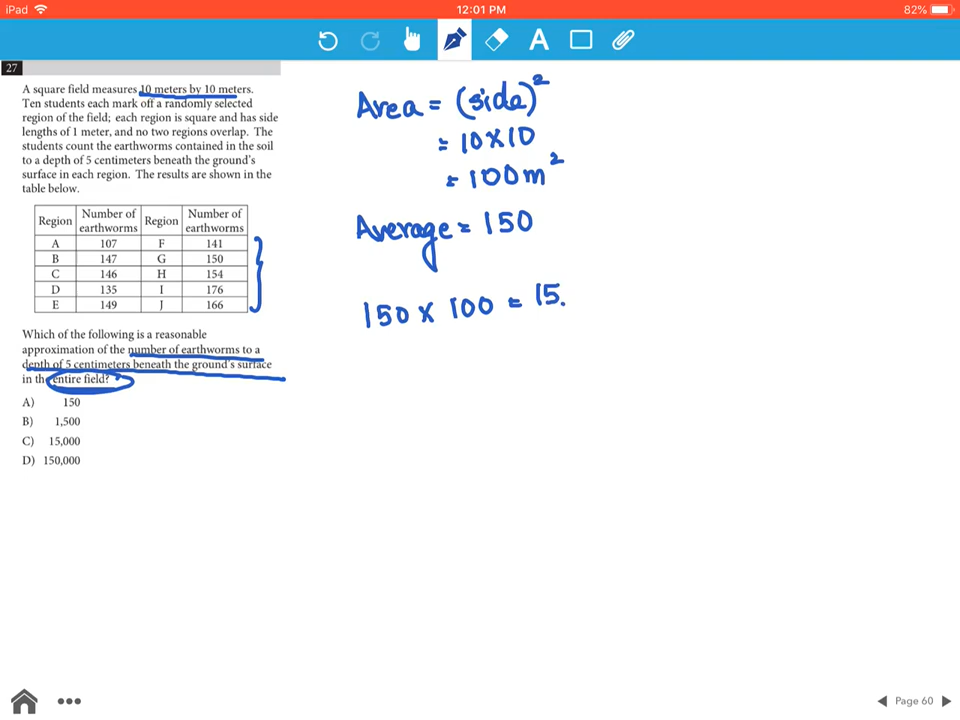 iPad 12:01 PM 82%
27
A square field measures 10 meters by 10 meters.
Ten students each mark off a randomly selected
region of the field; each region is square and has side
lengths of 1 meter, and no two regions overlap. The
students count the earthworms contained in the soil
to a depth of 5 centimeters beneath the ground's
surface in each region. The results are shown in the
table below.
Region Number of earthworms Region Number of earthworms
A 107 F 141
B 147 G 150
C 146 H 154
D 135 I 176
E 149 J 166
Which of the following is a reasonable
approximation of the number of earthworms to a
depth of 5 centimeters beneath the ground's surface
in the entire field?
A) 150
B) 1,500
C) 15,000
D) 150,000
Area = (side)²
= 10 x 10
= 100m²
Average = 150
150 x 100 = 15.
A
Page 60